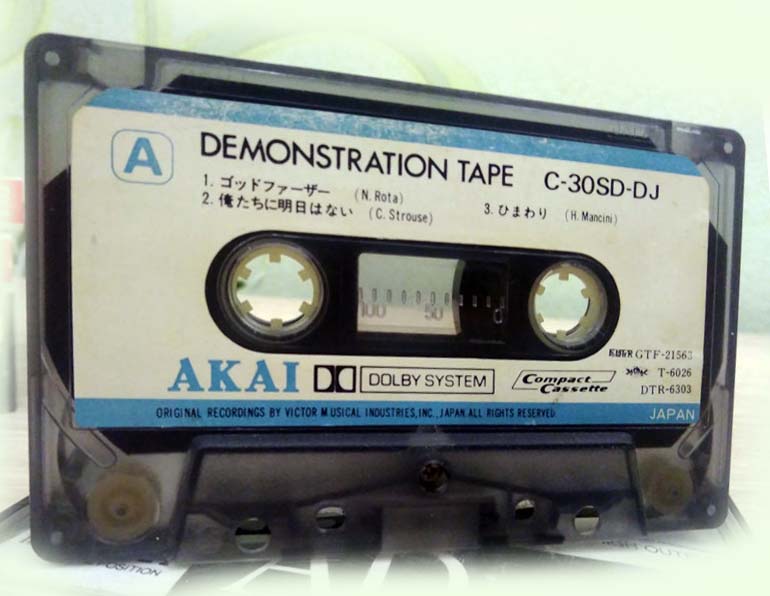 A
DEMONSTRATION TAPE C-30SD-DJ
1. ゴッドファーザー (N. Rota)
2. 俺たちに明日はない (C. Strouse)
3. ひまわり (H. Mancini)
100 50 0
AKAI
DOLBY SYSTEM
Compact
Cassette
GTF-21563
T-6026
DTR-6303
ORIGINAL RECORDINGS BY VICTOR MUSICAL INDUSTRIES, INC., JAPAN. ALL RIGHTS RESERVED.
JAPAN
POSITION